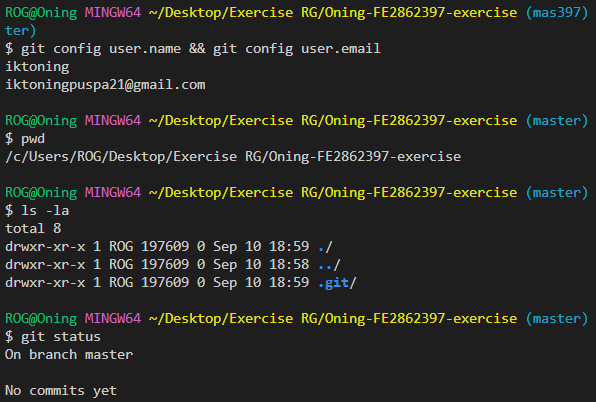 ROG@Oning MINGW64 ~/Desktop/Exercise RG/Oning-FE2862397-exercise (mas397)
ter)
$ git config user.name && git config user.email
iktoning
iktoningpuspa21@gmail.com
ROG@Oning MINGW64 ~/Desktop/Exercise RG/Oning-FE2862397-exercise (master)
$ pwd
/c/Users/ROG/Desktop/Exercise RG/Oning-FE2862397-exercise
ROG@Oning MINGW64 ~/Desktop/Exercise RG/Oning-FE2862397-exercise (master)
$ ls -la
total 8
drwxr-xr-x 1 ROG 197609 0 Sep 10 18:59 ./
drwxr-xr-x 1 ROG 197609 0 Sep 10 18:58 ../
drwxr-xr-x 1 ROG 197609 0 Sep 10 18:59 .git/
ROG@Oning MINGW64 ~/Desktop/Exercise RG/Oning-FE2862397-exercise (master)
$ git status
On branch master
No commits yet